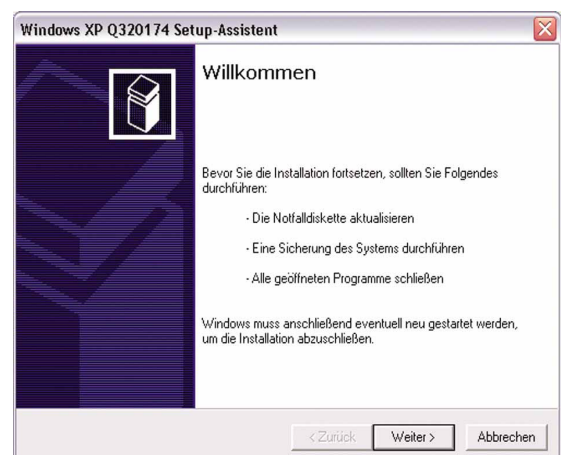 Windows XP Q320174 Setup-Assistent
Willkommen
Bevor Sie die Installation fortsetzen, sollten Sie Folgendes
durchführen:
- Die Notfalldiskette aktualisieren
- Eine Sicherung des Systems durchführen
- Alle geöffneten Programme schließen
Windows muss anschließend eventuell neu gestartet werden,
um die Installation abzuschließen.
< Zurück
Weiter >
Abbrechen